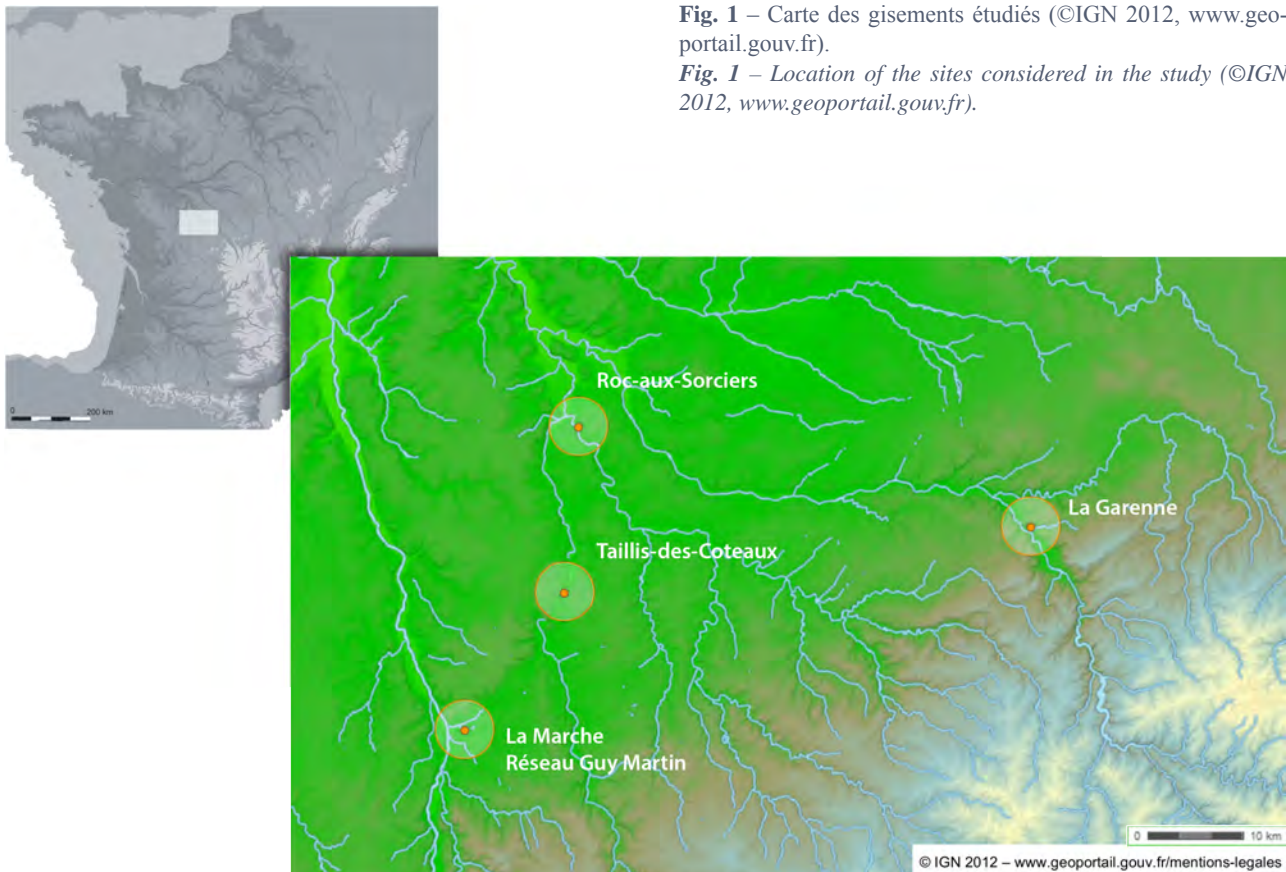 Fig. 1 – Carte des gisements étudiés (©IGN 2012, www.geo-
portail.gouv.fr).
Fig. 1 – Location of the sites considered in the study (©IGN
2012, www.geoportail.gouv.fr).
0 200 km
Roc-aux-Sorciers
La Garenne
Taillis-des-Coteaux
La Marche
Réseau Guy Martin
0 10 km
© IGN 2012 – www.geoportail.gouv.fr/mentions-legales